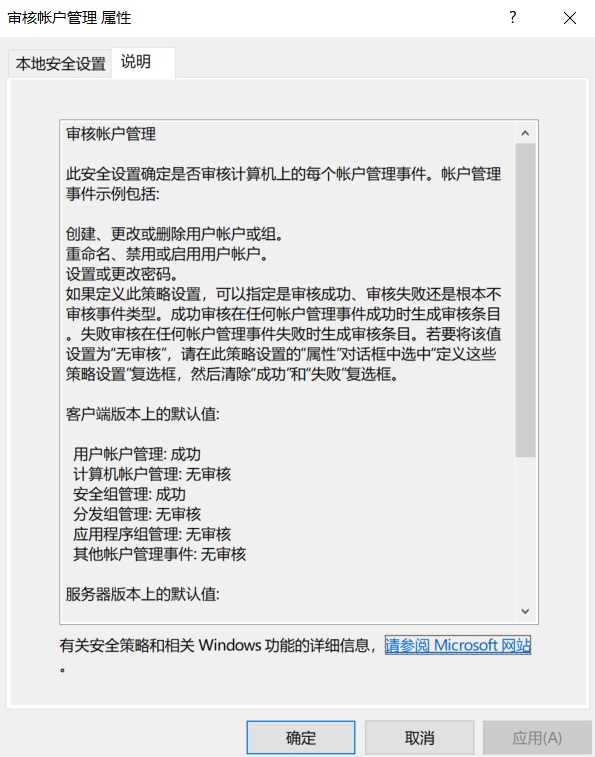 审核帐户管理 属性
本地安全设置 说明
审核帐户管理
此安全设置确定是否审核计算机上的每个帐户管理事件。帐户管理
事件示例包括:
创建、更改或删除用户帐户或组。
重命名、禁用或启用用户帐户。
设置或更改密码。
如果定义此策略设置，可以指定是审核成功、审核失败还是根本不
审核事件类型。成功审核在任何帐户管理事件成功时生成审核条目
。失败审核在任何帐户管理事件失败时生成审核条目。若要将该值
设置为“无审核”，请在此策略设置的“属性”对话框中选中“定义这些
策略设置”复选框，然后清除“成功”和“失败”复选框。
客户端版本上的默认值:
用户帐户管理: 成功
计算机帐户管理: 无审核
安全组管理: 成功
分发组管理: 无审核
应用程序组管理: 无审核
其他帐户管理事件: 无审核
服务器版本上的默认值:
有关安全策略和相关 Windows 功能的详细信息，请参阅 Microsoft 网站
。
确定 取消 应用(A)